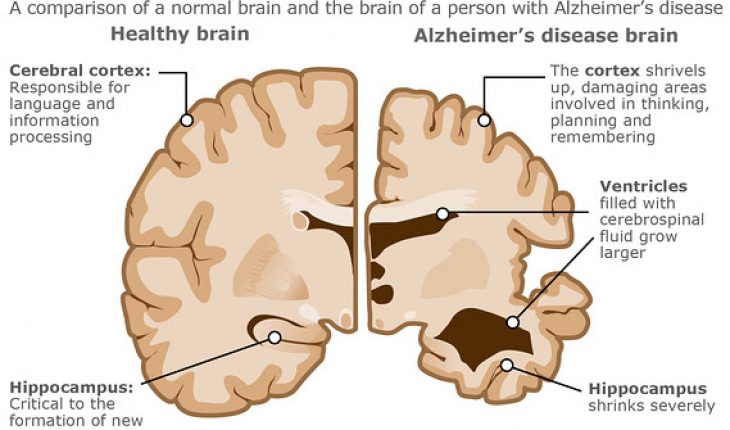 A comparison of a normal brain and the brain of a person with Alzheimer's disease
Healthy brain
Alzheimer's disease brain
Cerebral cortex:
Responsible for
language and
information
processing
The cortex shrivels
up, damaging areas
involved in thinking,
planning and
remembering
Ventricles
filled with
cerebrospinal
fluid grow
larger
Hippocampus:
Critical to the
formation of new
Hippocampus
shrinks severely